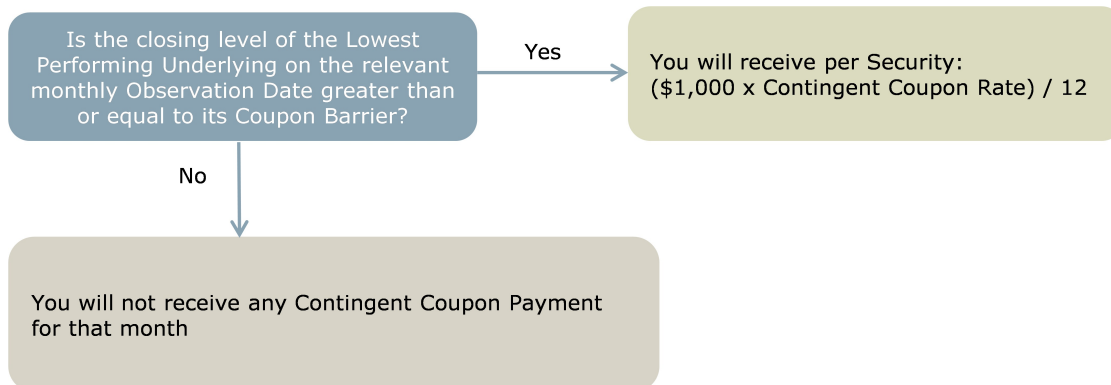 Is the closing level of the Lowest
Performing Underlying on the relevant
monthly Observation Date greater than
or equal to its Coupon Barrier?
Yes
You will receive per Security:
($1,000 x Contingent Coupon Rate) / 12
No
You will not receive any Contingent Coupon Payment
for that month